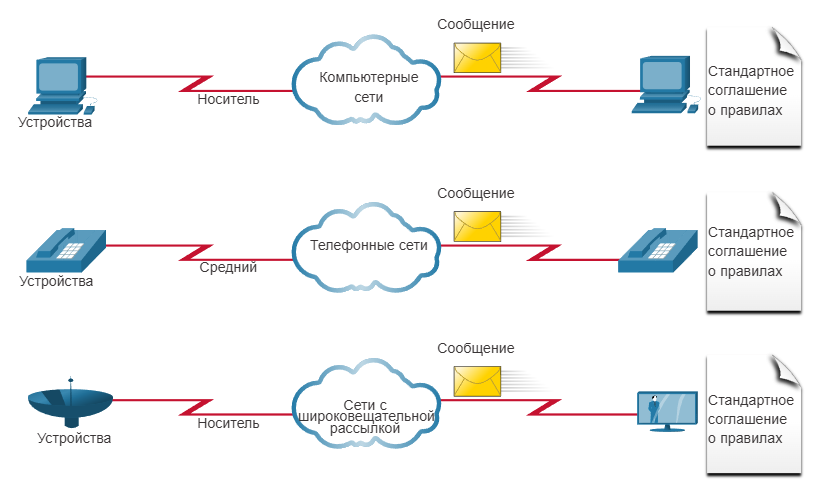 Сообщение
Компьютерные
сети
Носитель
Устройства
Стандартное
соглашение
о правилах
Сообщение
Телефонные сети
Средний
Устройства
Стандартное
соглашение
о правилах
Сообщение
Сети с
широковещательной
рассылкой
Носитель
Устройства
Стандартное
соглашение
о правилах